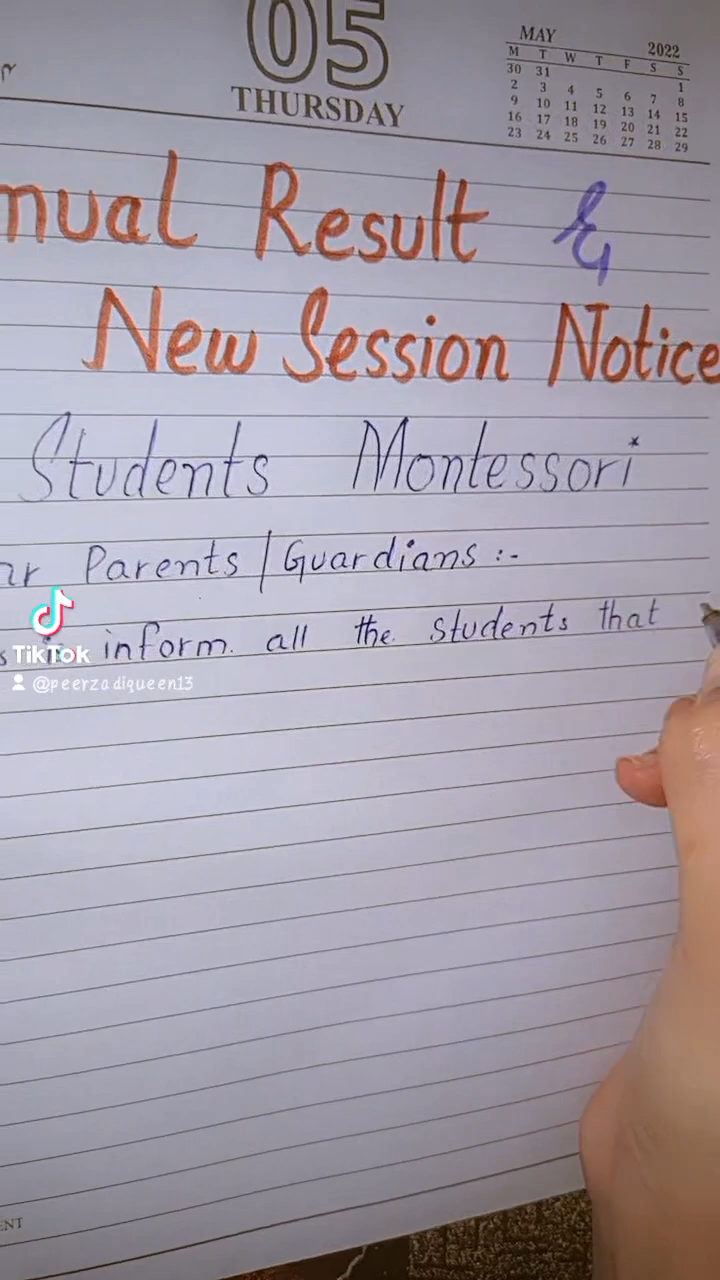 05
THURSDAY
MAY 2022
M T W T F S S
30 31 1
2 3 4 5 6 7 8
9 10 11 12 13 14 15
16 17 18 19 20 21 22
23 24 25 26 27 28 29
nual Result &
New Session Notice
Students Montessori
ar Parents / Guardians :-
s inform all the students that
TikTok
@peerzadiqueen13
ENT